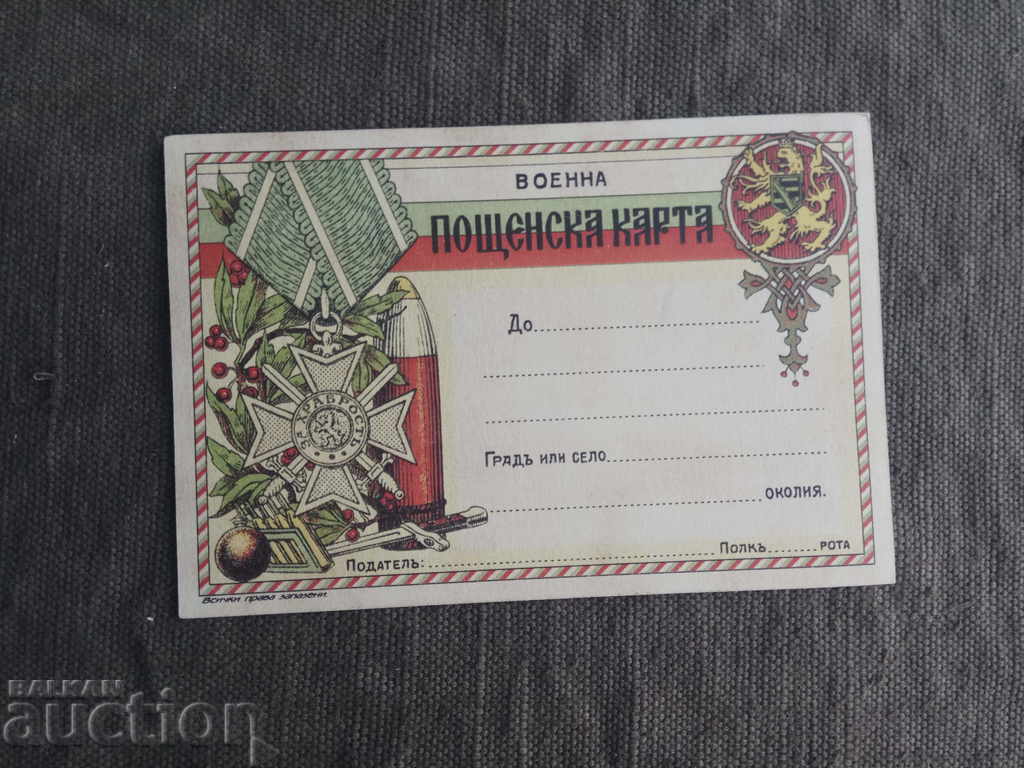 ВОЕННА
ПОЩЕНСКА КАРТА
До
ЗА ХРАБРОСТЬ
Градъ или село
околия.
Податель:
Полкъ
рота
Всички права запазени.
BALKAN
auction